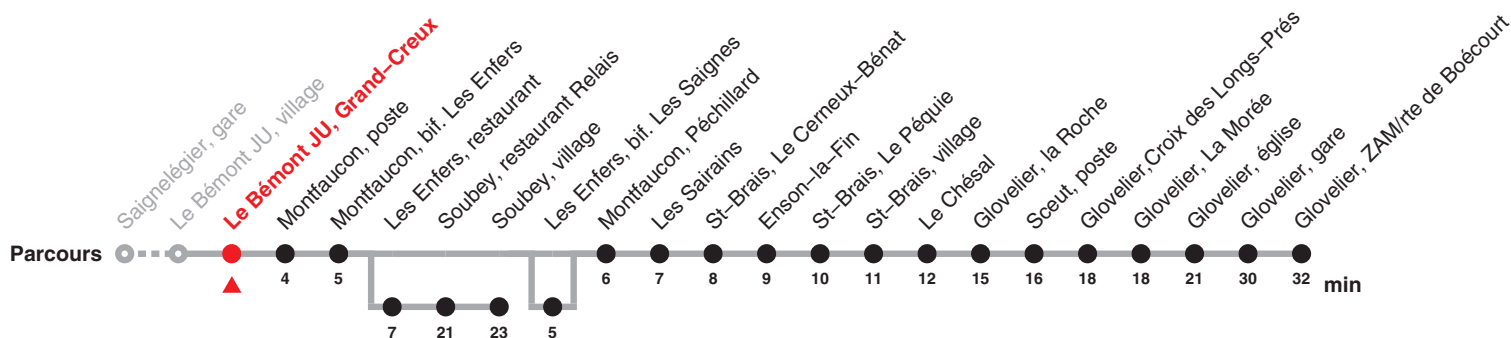 Saignelégier, gare
Le Bémont JU, village
Le Bémont JU, Grand–Creux
Montfaucon, poste
Montfaucon, bif. Les Enfers
Les Enfers, restaurant
Soubey, restaurant Relais
Soubey, village
Les Enfers, bif. Les Saignes
Montfaucon, Péchillard
Les Sairains
St–Brais, Le Cerneux–Bénat
Enson–la–Fin
St–Brais, Le Péquie
St–Brais, village
Le Chésal
Glovelier, la Roche
Sceut, poste
Glovelier, Croix des Longs–Prés
Glovelier, La Morée
Glovelier, église
Glovelier, gare
Glovelier, ZAM/rte de Boécourt
Parcours
4 5 6 7 8 9 10 11 12 15 16 18 18 21 30 32 min
7 21 23 5